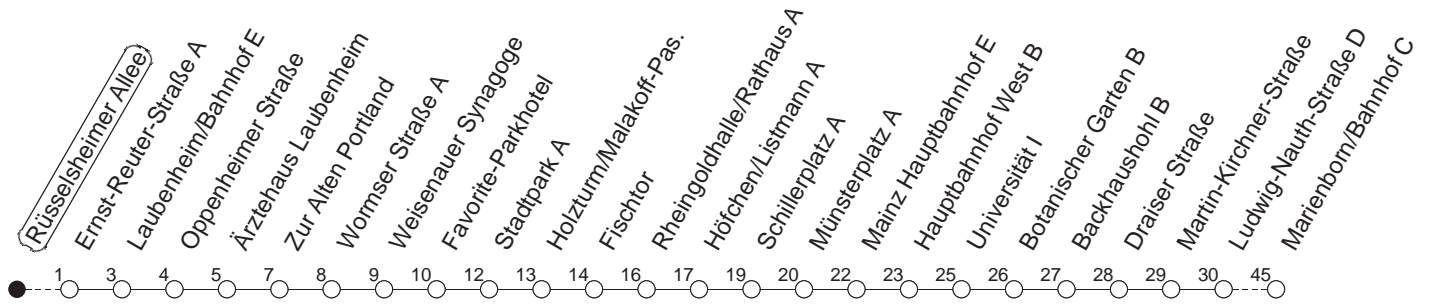 Rüsselsheimer Allee
Ernst-Reuter-Straße A
Laubenheim/Bahnhof E
Oppenheimer Straße
Ärztehaus Laubenheim
Zur Alten Portland
Wormser Straße A
Weisenauer Synagoge
Favorite-Parkhotel
Stadtpark A
Holzturm/Malakoff-Pas.
Fischtor
Rheingoldhalle/Rathaus A
Höfchen/Listmann A
Schillerplatz A
Münsterplatz A
Mainz Hauptbahnhof E
Hauptbahnhof West B
Universität I
Botanischer Garten B
Backhaushohl B
Draiser Straße
Martin-Kirchner-Straße
Ludwig-Nauth-Straße D
Marienborn/Bahnhof C
1 3 4 5 7 8 9 10 12 13 14 16 17 19 20 22 23 25 26 27 28 29 30 45